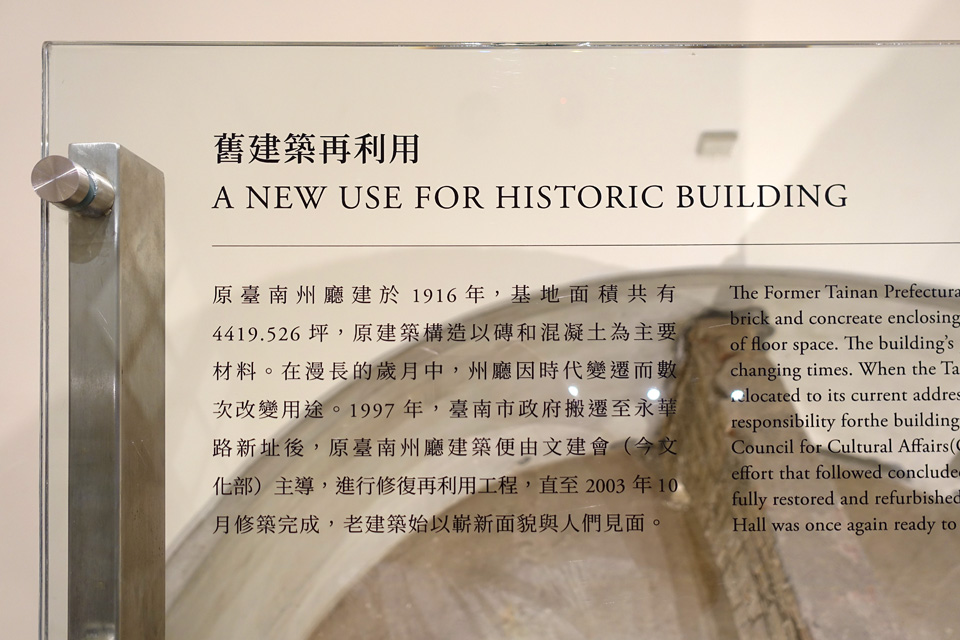 舊建築再利用
A NEW USE FOR HISTORIC BUILDING
原臺南州廳建於 1916 年，基地面積共有
4419.526 坪，原建築構造以磚和混凝土為主要
材料。在漫長的歲月中，州廳因時代變遷而數
次改變用途。1997 年，臺南市政府搬遷至永華
路新址後，原臺南州廳建築便由文建會（今文
化部）主導，進行修復再利用工程，直至 2003 年 10
月修築完成，老建築始以嶄新面貌與人們見面。
The Former Tainan Prefectura
brick and concreate enclosing
of floor space. The building’s
changing times. When the Ta
relocated to its current addres
responsibility forthe building
Council for Cultural Affairs(C
effort that followed conclude
fully restored and refurbished
Hall was once again ready to